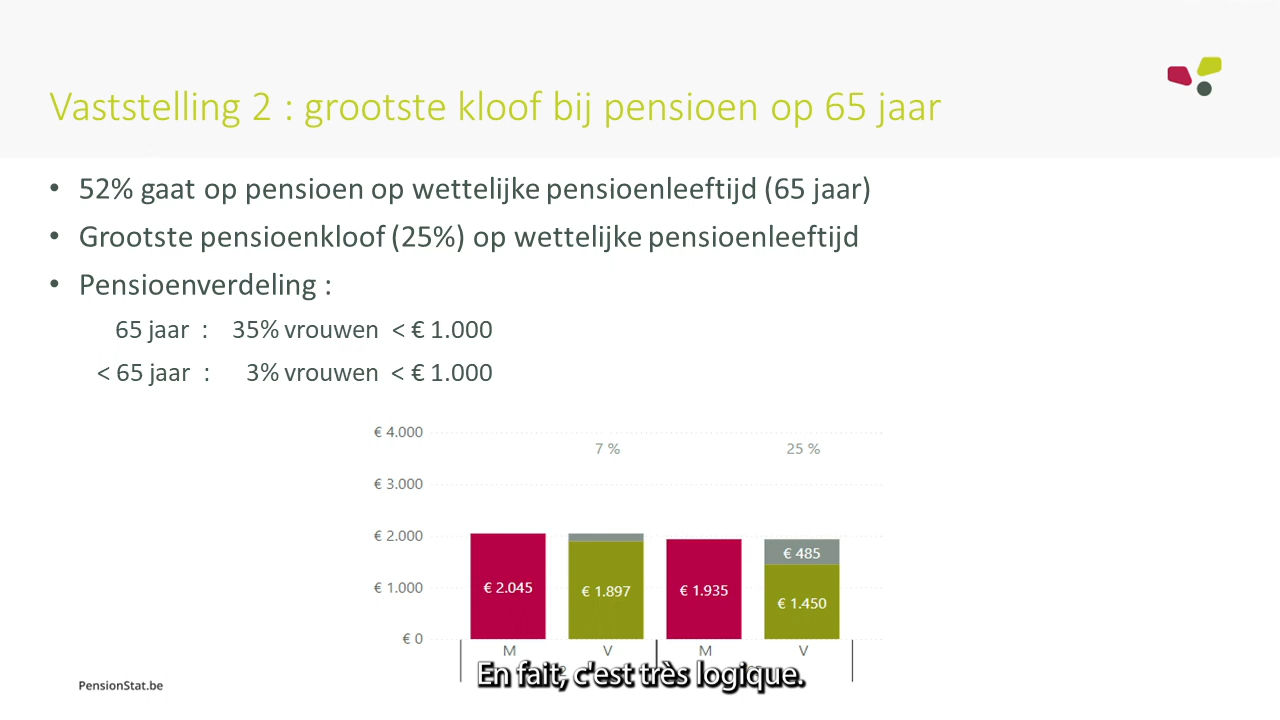 Vaststelling 2 : grootste kloof bij pensioen op 65 jaar
• 52% gaat op pensioen op wettelijke pensioenleeftijd (65 jaar)
• Grootste pensioenkloof (25%) op wettelijke pensioenleeftijd
• Pensioenverdeling :
65 jaar : 35% vrouwen < € 1.000
< 65 jaar : 3% vrouwen < € 1.000
€ 4.000
7 % 25 %
€ 3.000
€ 2.000
€ 485
€ 1.000
€ 2.045 € 1.897 € 1.935 € 1.450
€ 0
M V M V
En fait, c'est très logique.
PensionStat.be